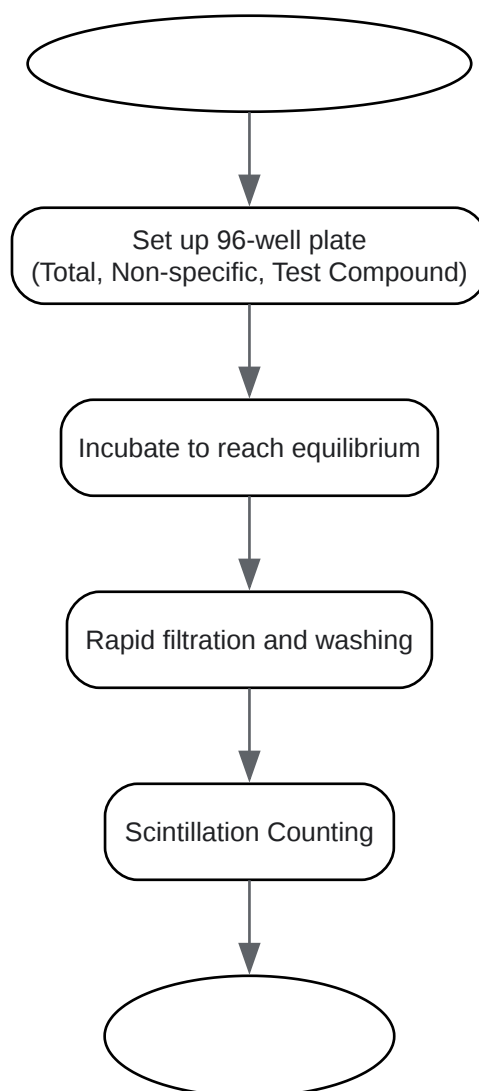 Set up 96-well plate
(Total, Non-specific, Test Compound)
Incubate to reach equilibrium
Rapid filtration and washing
Scintillation Counting